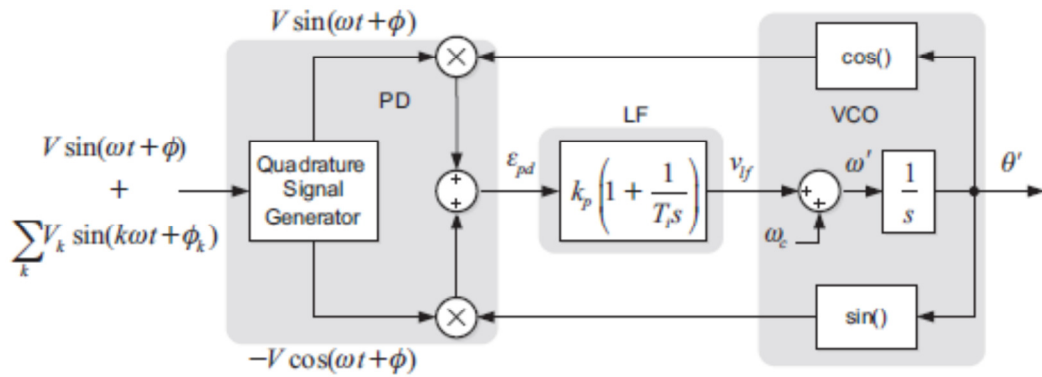 V sin(ωt+ϕ)
cos()
PD
LF
VCO
V sin(ωt+ϕ)
+
∑ V_k sin(kωt+ϕ_k)
k
Quadrature
Signal
Generator
×
+
+
ε_pd
k_p (1 + 1/(T_i s))
v_lf
+
+
ω_c
ω'
1/s
θ'
×
sin()
−V cos(ωt+ϕ)